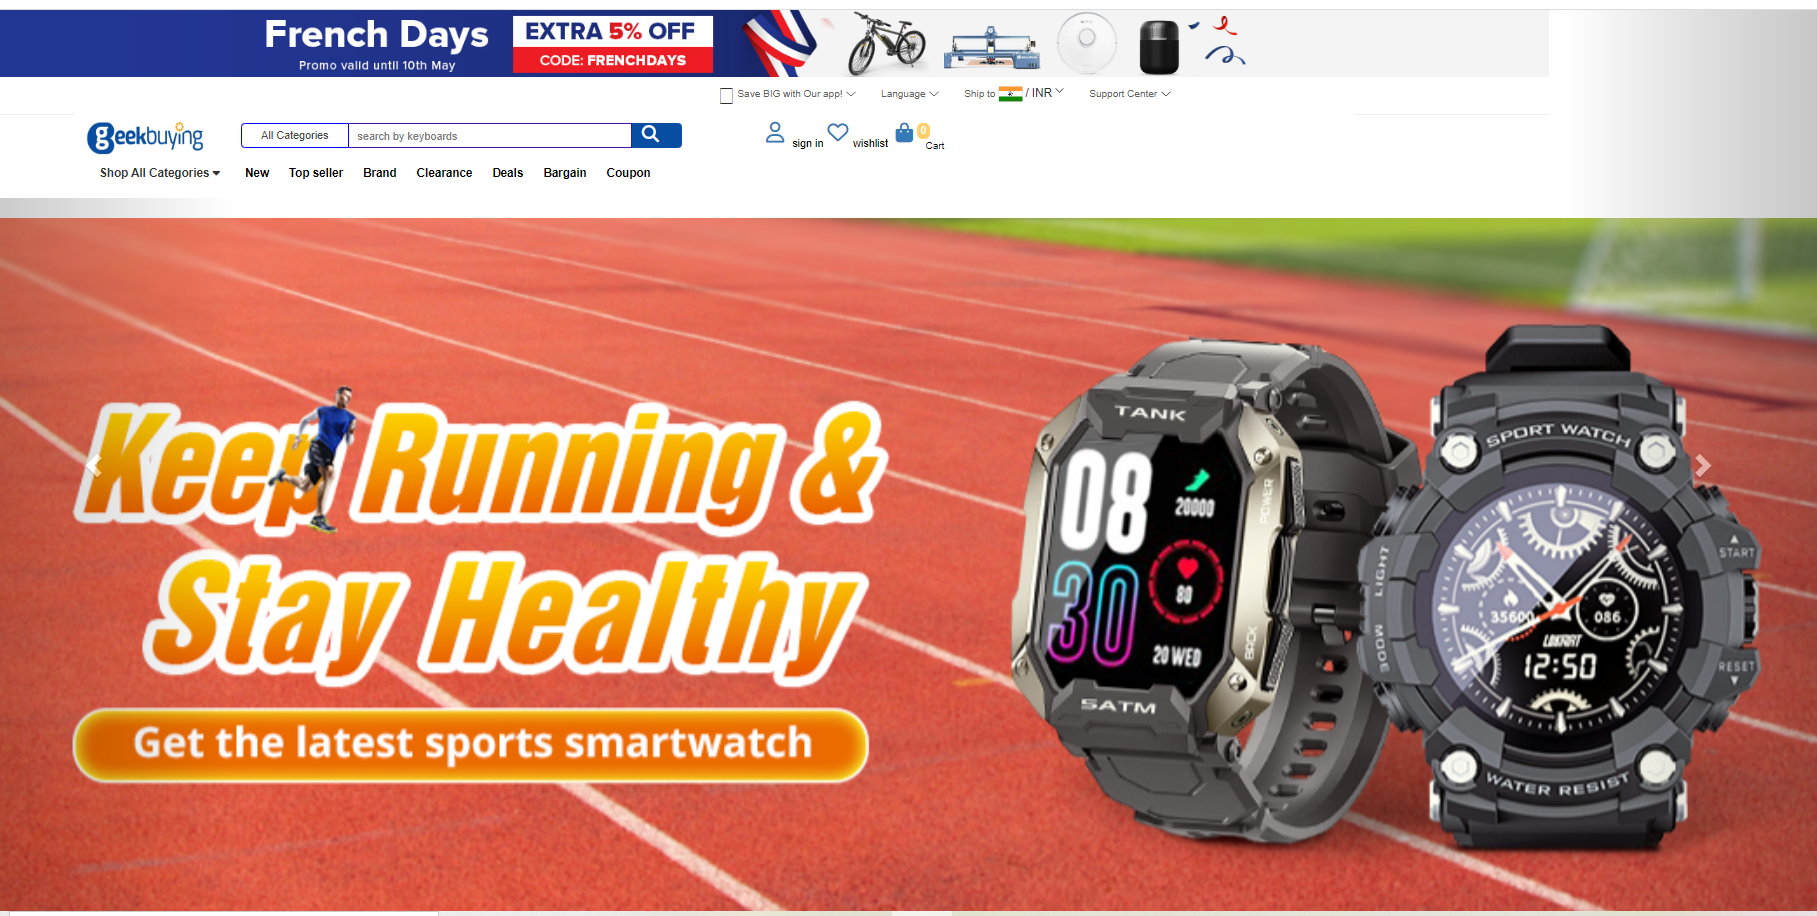 French Days
Promo valid until 10th May
EXTRA 5% OFF
CODE: FRENCHDAYS
Save BIG with Our app!
Language
Ship to / INR
Support Center
geekbuying
All Categories
search by keyboards
sign in
wishlist
0
Cart
Shop All Categories
New
Top seller
Brand
Clearance
Deals
Bargain
Coupon
Keep Running &
Stay Healthy
Get the latest sports smartwatch
TANK
08
30
20000
80
20 WED
POWER
BACK
5ATM
SPORT WATCH
LIGHT
MODE
START
RESET
35600
086
LOKMAT
12:50
WATER RESIST